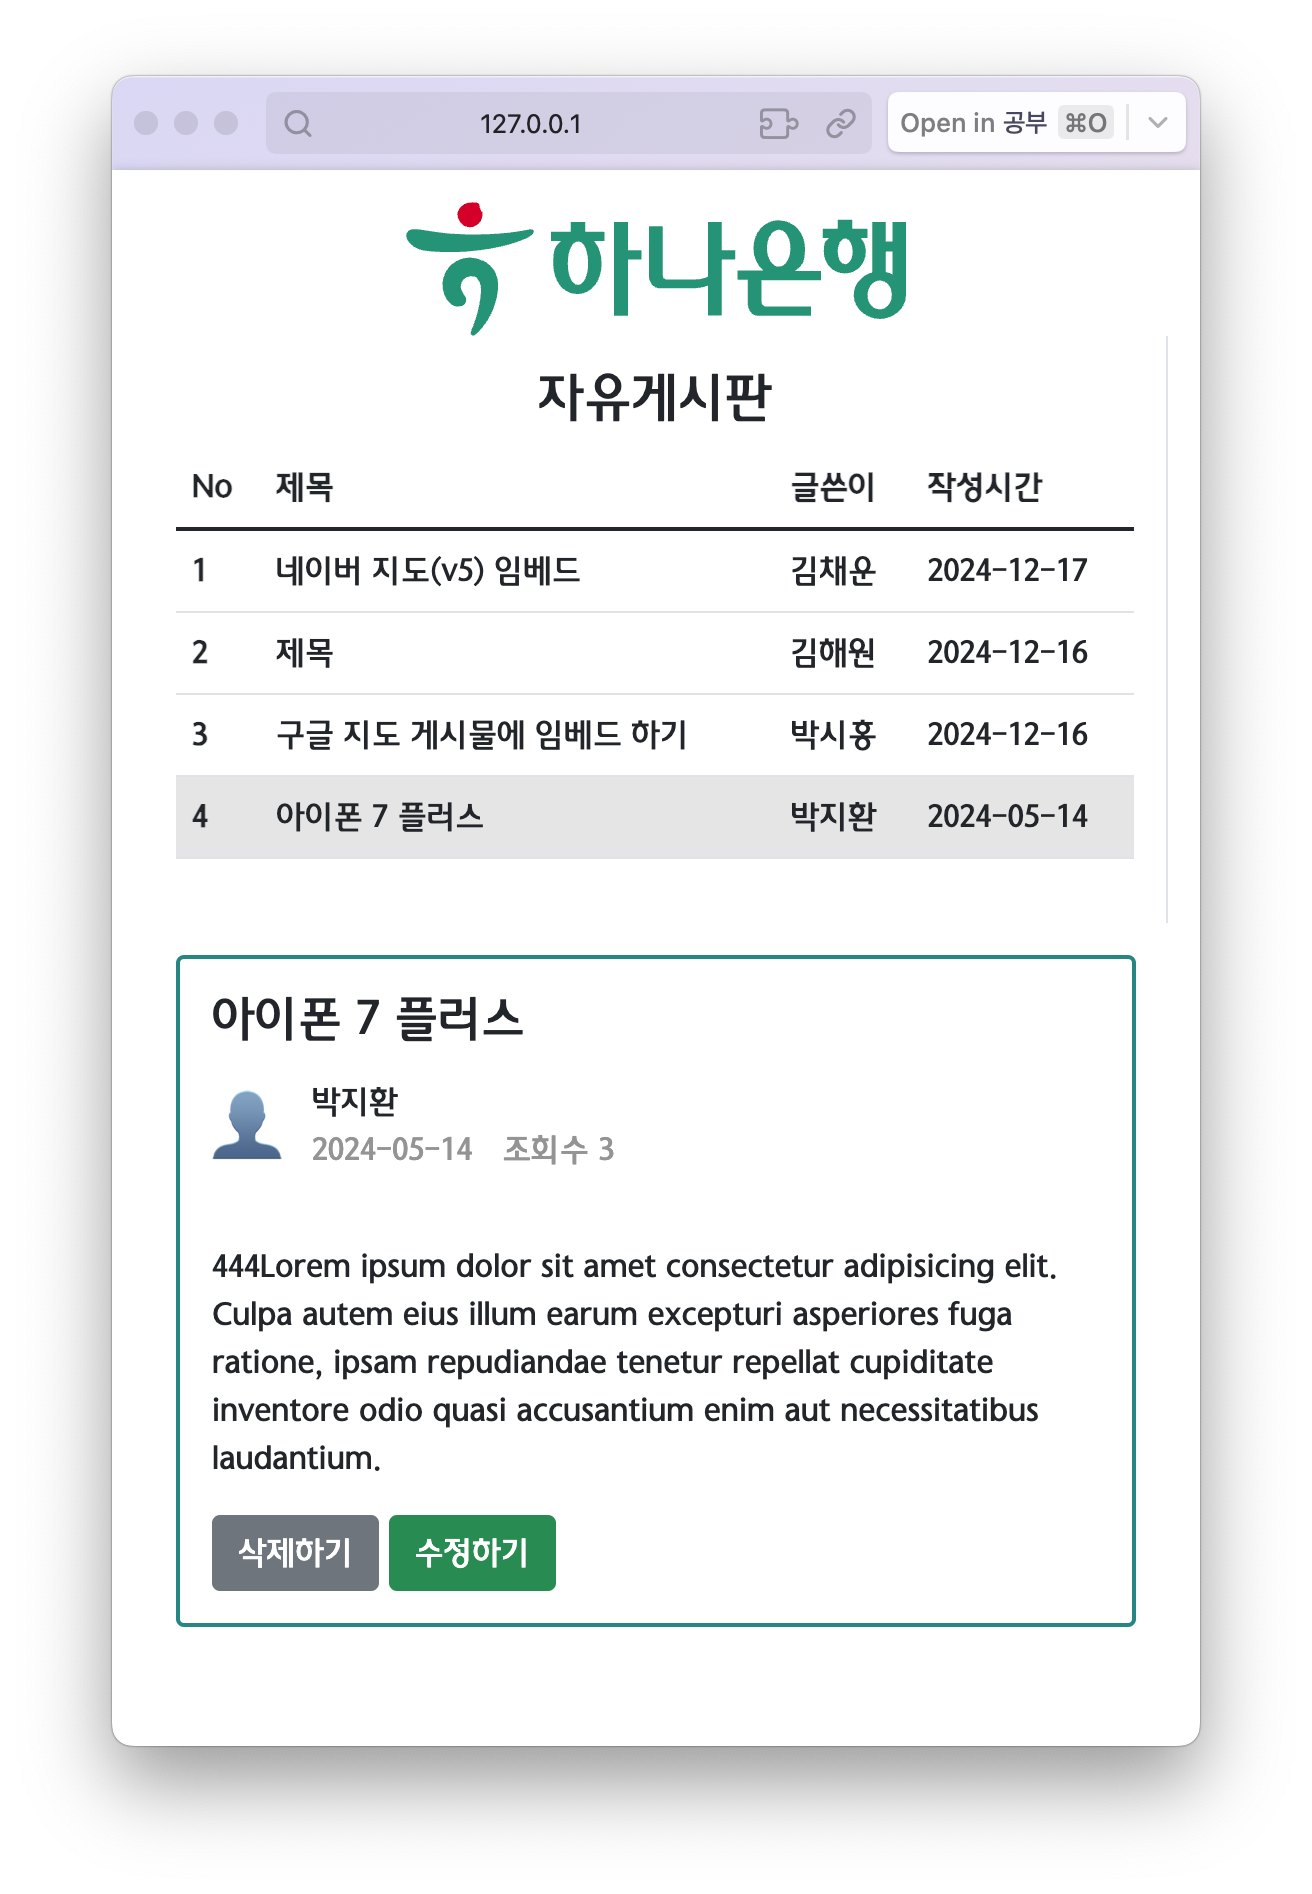 127.0.0.1
Open in 공부 ⌘O
하나은행
자유게시판
No 제목 글쓴이 작성시간
1 네이버 지도(v5) 임베드 김채운 2024-12-17
2 제목 김해원 2024-12-16
3 구글 지도 게시물에 임베드 하기 박시홍 2024-12-16
4 아이폰 7 플러스 박지환 2024-05-14
아이폰 7 플러스
박지환
2024-05-14 조회수 3
444Lorem ipsum dolor sit amet consectetur adipisicing elit.
Culpa autem eius illum earum excepturi asperiores fuga
ratione, ipsam repudiandae tenetur repellat cupiditate
inventore odio quasi accusantium enim aut necessitatibus
laudantium.
삭제하기 수정하기